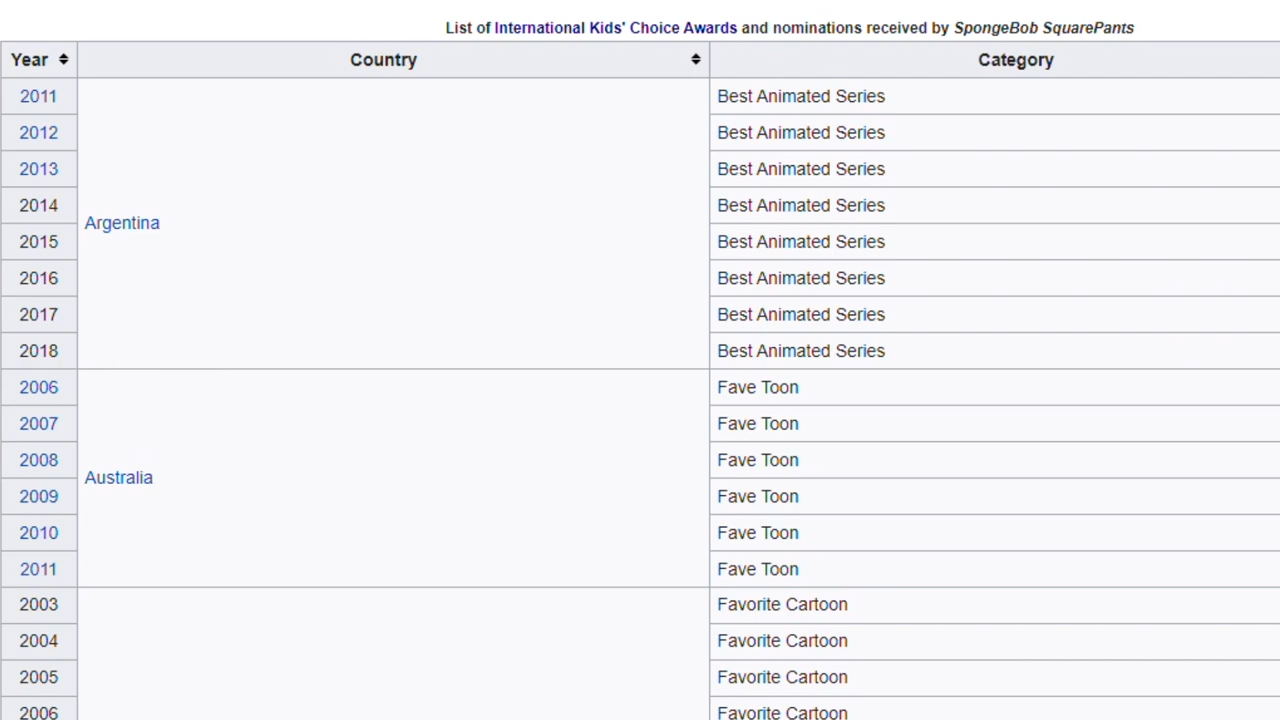 List of International Kids' Choice Awards and nominations received by SpongeBob SquarePants
Year Country Category
2011 Best Animated Series
2012 Best Animated Series
2013 Best Animated Series
2014 Best Animated Series
Argentina
2015 Best Animated Series
2016 Best Animated Series
2017 Best Animated Series
2018 Best Animated Series
2006 Fave Toon
2007 Fave Toon
2008 Fave Toon
Australia
2009 Fave Toon
2010 Fave Toon
2011 Fave Toon
2003 Favorite Cartoon
2004 Favorite Cartoon
2005 Favorite Cartoon
2006 Favorite Cartoon